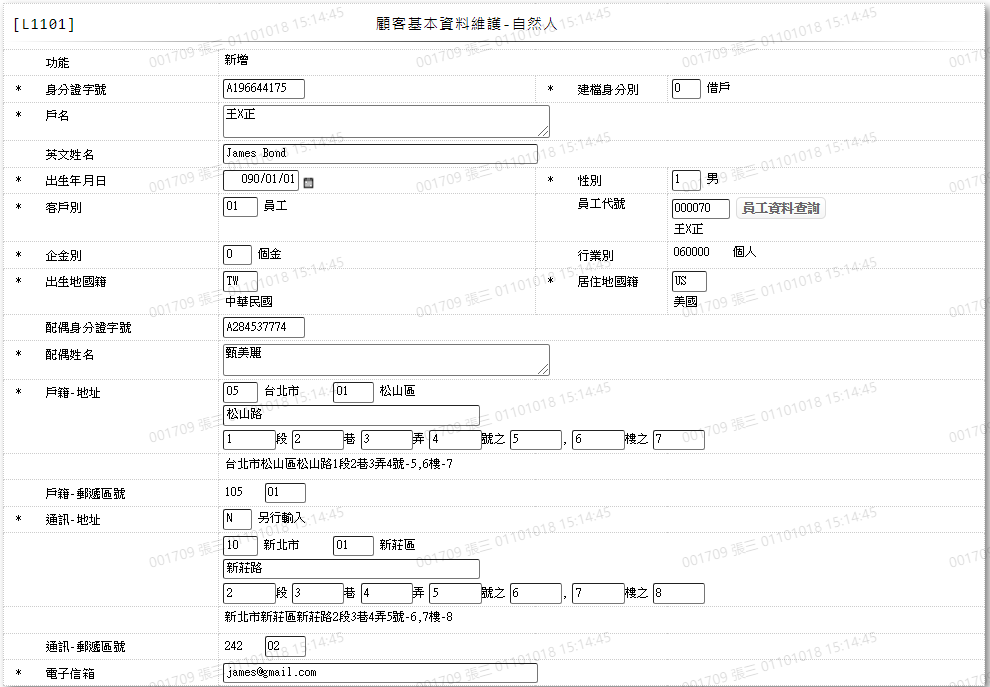 [L1101] 顧客基本資料維護-自然人
功能 新增
* 身分證字號 A196644175 * 建檔身分別 0 借戶
* 戶名 王X正
英文姓名 James Bond
* 出生年月日 090/01/01 * 性別 1 男
* 客戶別 01 員工 員工代號 000070 員工資料查詢
王X正
* 企金別 0 個金 行業別 060000 個人
* 出生地國籍 TW * 居住地國籍 US
中華民國 美國
配偶身分證字號 A284537774
* 配偶姓名 甄美麗
* 戶籍-地址 05 台北市 01 松山區
松山路
1 段 2 巷 3 弄 4 號之 5 , 6 樓之 7
台北市松山區松山路1段2巷3弄4號-5,6樓-7
戶籍-郵遞區號 105 01
* 通訊-地址 N 另行輸入
10 新北市 01 新莊區
新莊路
2 段 3 巷 4 弄 5 號之 6 , 7 樓之 8
新北市新莊區新莊路2段3巷4弄5號-6,7樓-8
通訊-郵遞區號 242 02
* 電子信箱 james@gmail.com
001709 張三 01101018 15:14:45